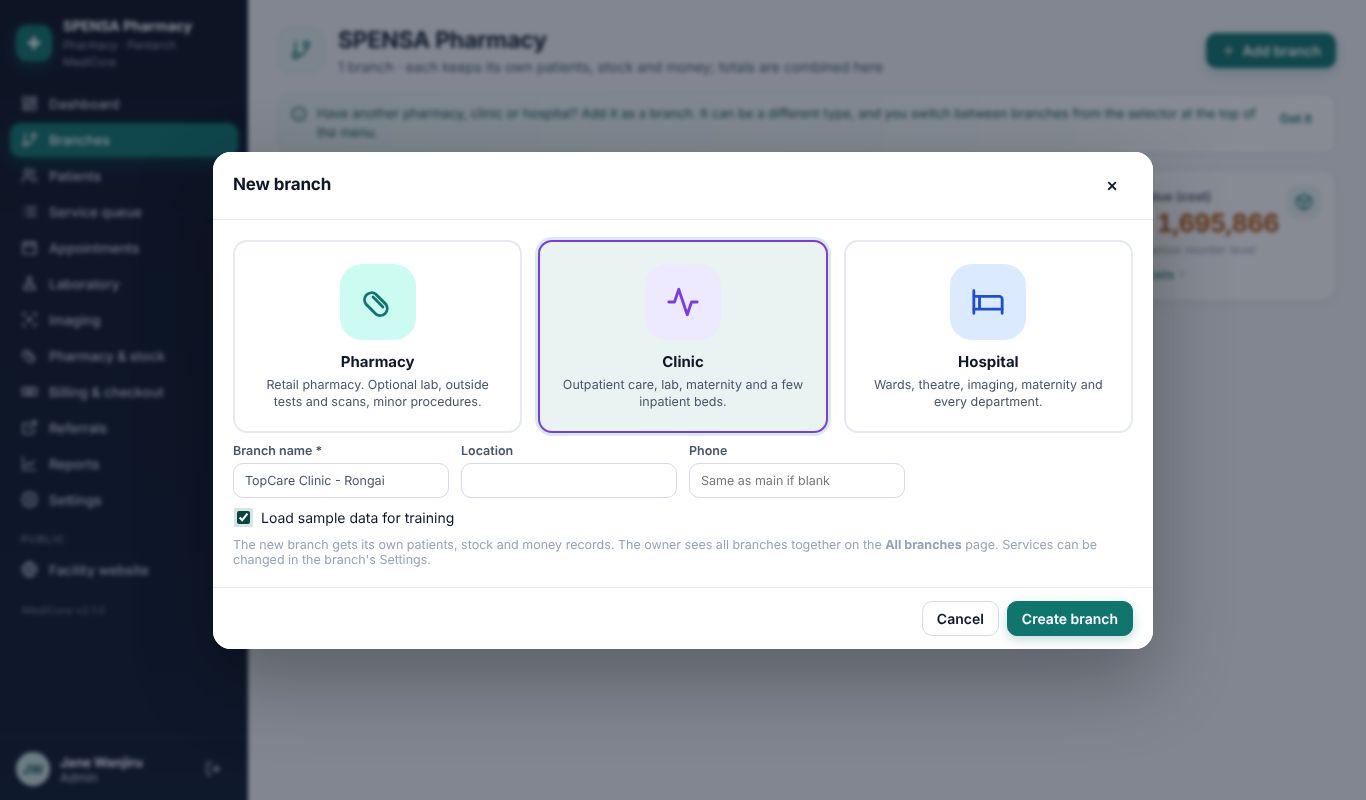 SPENSA Pharmacy
Pharmacy · Pentarch
MediCore
Dashboard
Branches
Patients
Service queue
Appointments
Laboratory
Imaging
Pharmacy & stock
Billing & checkout
Referrals
Reports
Settings
PUBLIC
Facility website
MediCore v2.1.0
Jane Wanjiru
Admin
SPENSA Pharmacy
1 branch · each keeps its own patients, stock and money; totals are combined here
+ Add branch
Have another pharmacy, clinic or hospital? Add it as a branch. It can be a different type, and you switch between branches from the selector at the top of
the menu.
Got it
(cost)
1,695,866
reorder level
New branch
×
Pharmacy
Retail pharmacy. Optional lab, outside
tests and scans, minor procedures.
Clinic
Outpatient care, lab, maternity and a few
inpatient beds.
Hospital
Wards, theatre, imaging, maternity and
every department.
Branch name *
Location
Phone
TopCare Clinic - Rongai
Same as main if blank
Load sample data for training
The new branch gets its own patients, stock and money records. The owner sees all branches together on the All branches page. Services can be
changed in the branch's Settings.
Cancel
Create branch